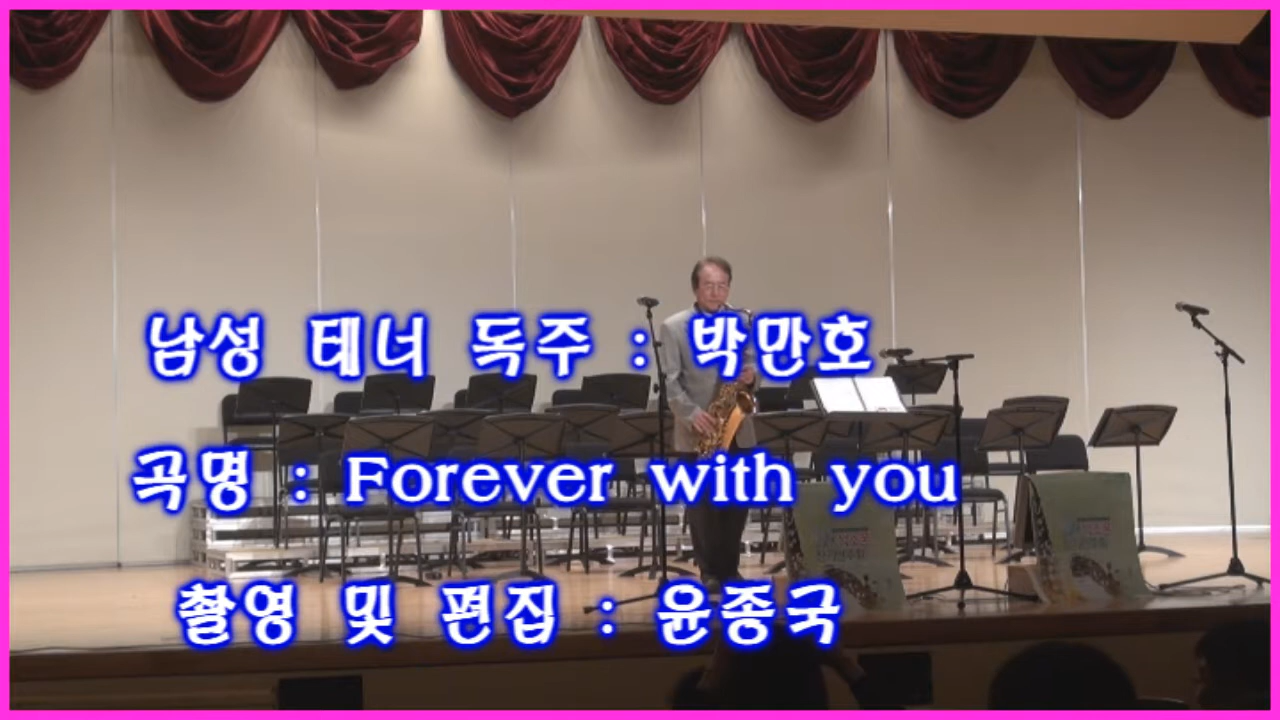 남성 테너 독주 : 박만호
곡명 : Forever with you
촬영 및 편집 : 윤종국